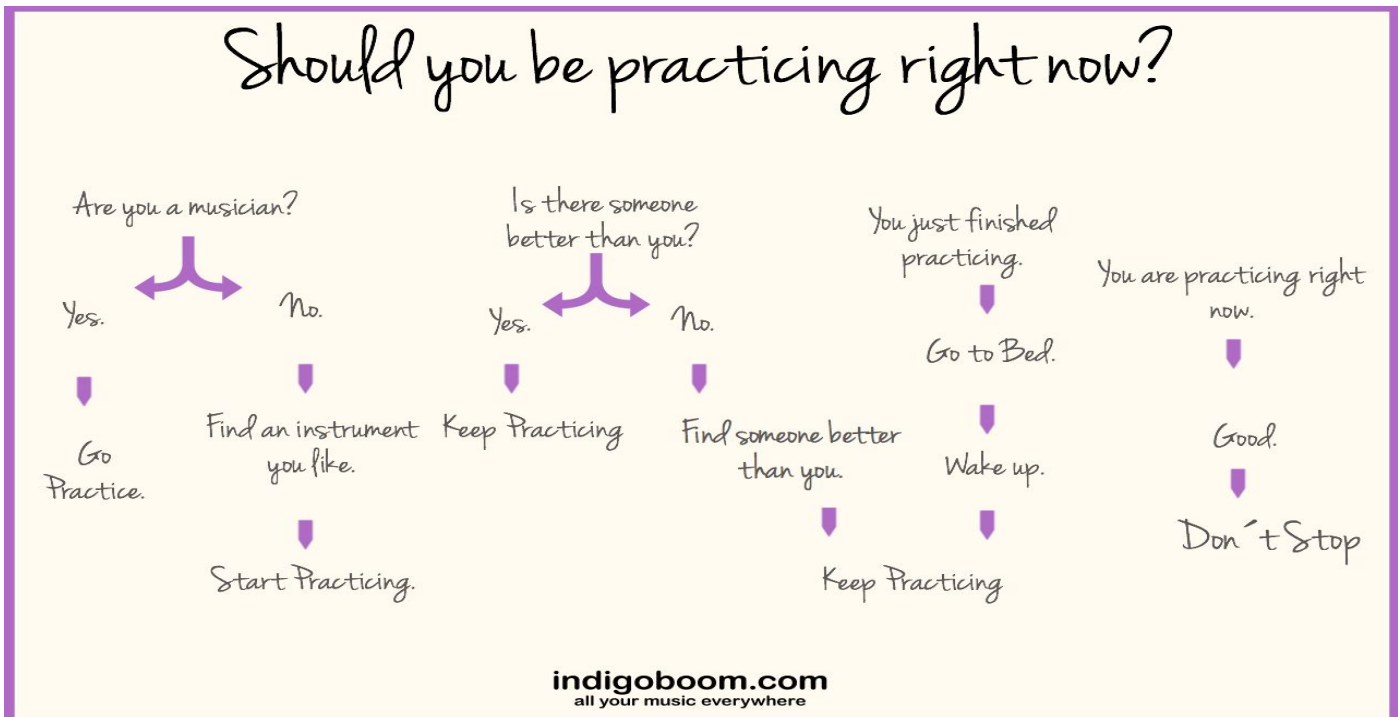 Should you be practicing right now?
Are you a musician?
Yes.
No.
Go
Practice.
Find an instrument
you like.
Start Practicing.
Is there someone
better than you?
Yes.
No.
Keep Practicing
Find someone better
than you.
You just finished
practicing.
Go to Bed.
Wake up.
Keep Practicing
You are practicing right
now.
Good.
Don´t Stop
indigoboom.com
all your music everywhere